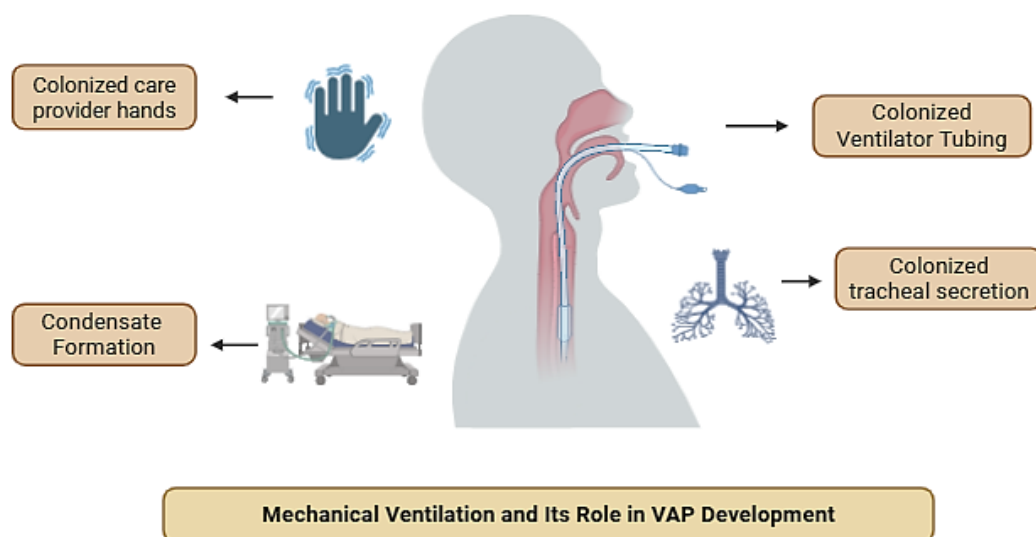 Colonized care
provider hands
Colonized
Ventilator Tubing
Colonized
tracheal secretion
Condensate
Formation
Mechanical Ventilation and Its Role in VAP Development